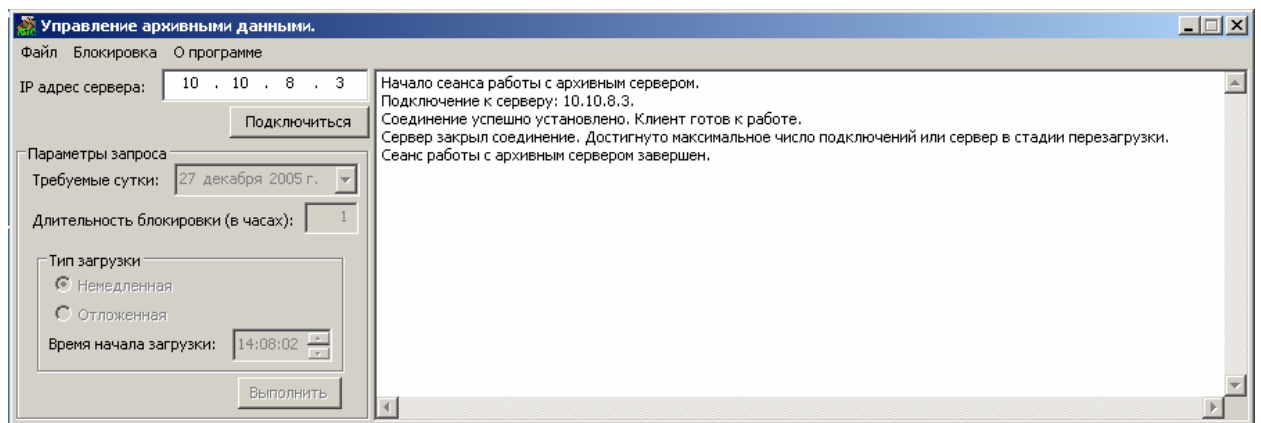 Управление архивными данными.
Файл Блокировка О программе
IP адрес сервера: 10 . 10 . 8 . 3
Подключиться
Параметры запроса
Требуемые сутки: 27 декабря 2005 г.
Длительность блокировки (в часах): 1
Тип загрузки
Немедленная
Отложенная
Время начала загрузки: 14:08:02
Выполнить
Начало сеанса работы с архивным сервером.
Подключение к серверу: 10.10.8.3.
Соединение успешно установлено. Клиент готов к работе.
Сервер закрыл соединение. Достигнуто максимальное число подключений или сервер в стадии перезагрузки.
Сеанс работы с архивным сервером завершен.